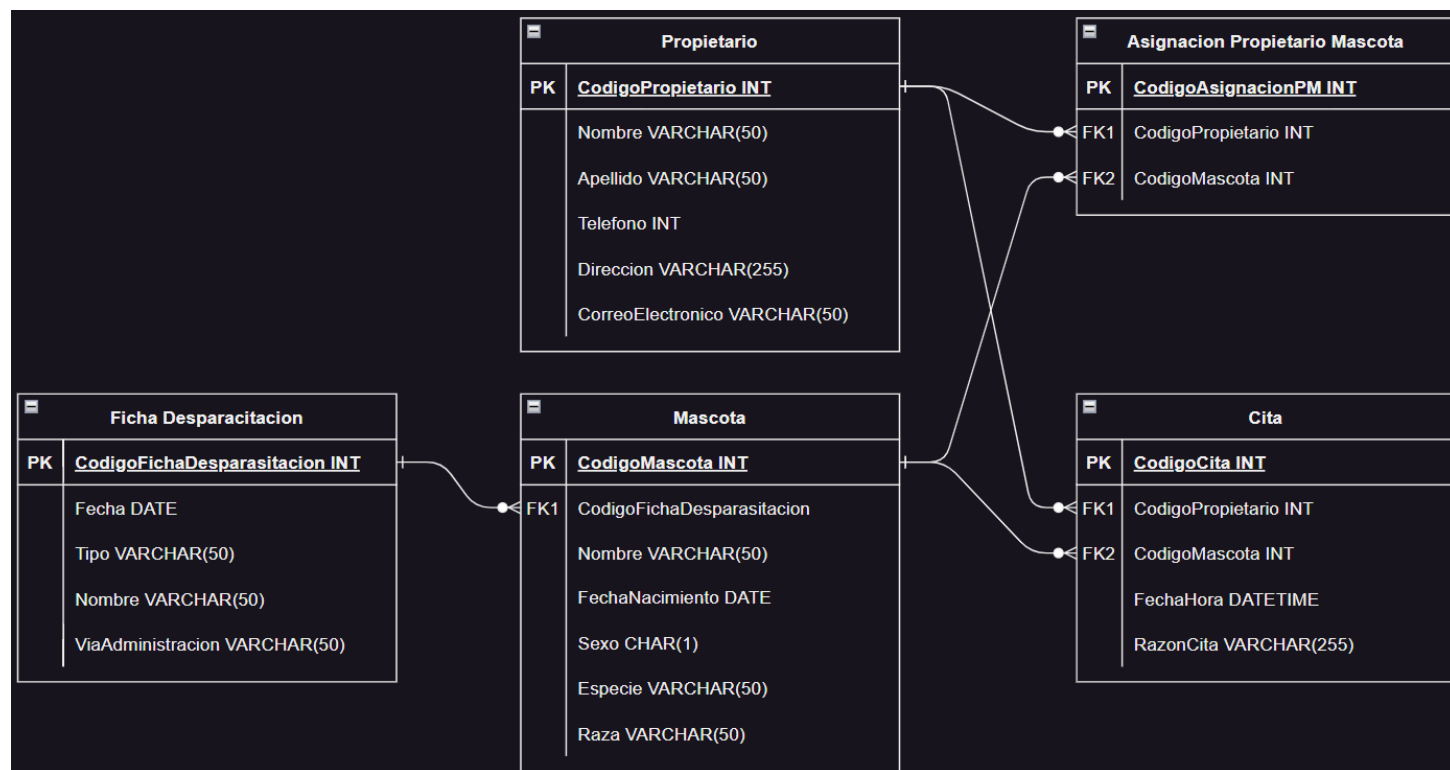 Propietario
PK CodigoPropietario INT
Nombre VARCHAR(50)
Apellido VARCHAR(50)
Telefono INT
Direccion VARCHAR(255)
CorreoElectronico VARCHAR(50)
Asignacion Propietario Mascota
PK CodigoAsignacionPM INT
FK1 CodigoPropietario INT
FK2 CodigoMascota INT
Ficha Desparacitacion
PK CodigoFichaDesparasitacion INT
Fecha DATE
Tipo VARCHAR(50)
Nombre VARCHAR(50)
ViaAdministracion VARCHAR(50)
Mascota
PK CodigoMascota INT
FK1 CodigoFichaDesparasitacion
Nombre VARCHAR(50)
FechaNacimiento DATE
Sexo CHAR(1)
Especie VARCHAR(50)
Raza VARCHAR(50)
Cita
PK CodigoCita INT
FK1 CodigoPropietario INT
FK2 CodigoMascota INT
FechaHora DATETIME
RazonCita VARCHAR(255)